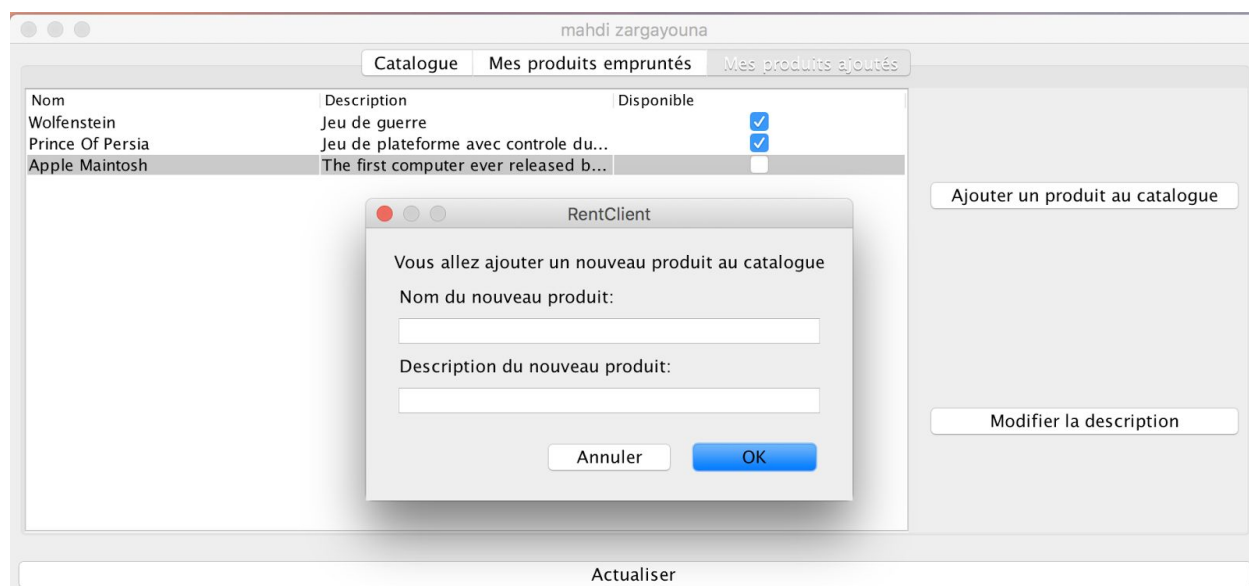 mahdi zargayouna
Catalogue Mes produits empruntés Mes produits ajoutés
Nom Description Disponible
Wolfenstein Jeu de guerre
Prince Of Persia Jeu de plateforme avec controle du...
Apple Maintosh The first computer ever released b...
Ajouter un produit au catalogue
RentClient
Vous allez ajouter un nouveau produit au catalogue
Nom du nouveau produit:
Description du nouveau produit:
Modifier la description
Annuler OK
Actualiser